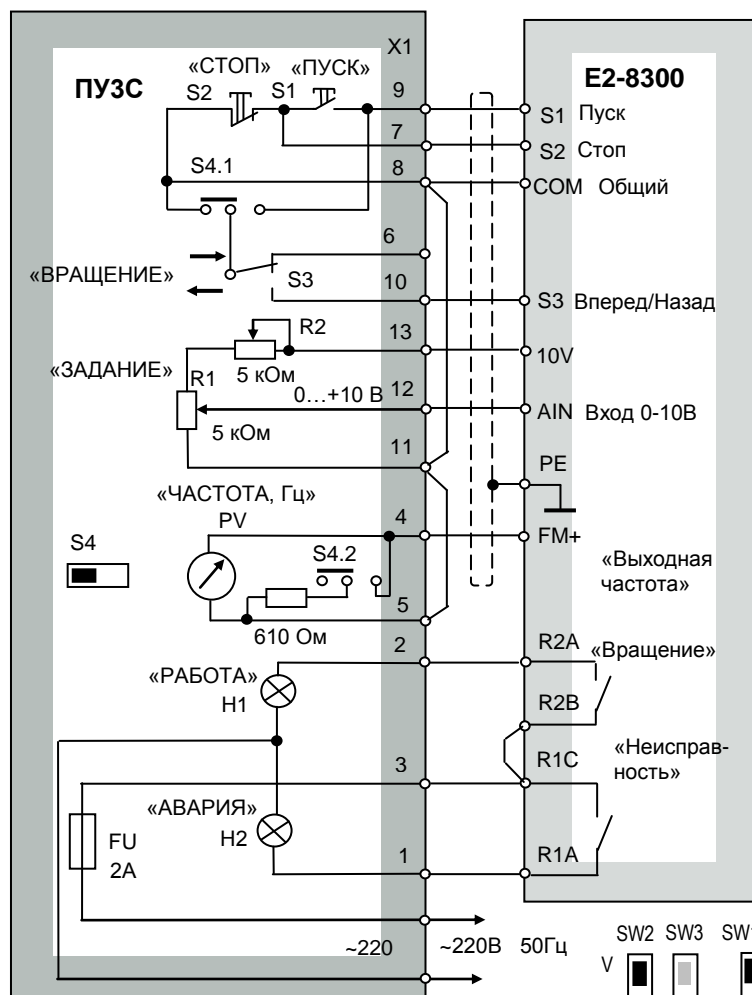 X1
ПУ3С
«СТОП» «ПУСК»
E2-8300
S2 S1 9
S1 Пуск
7
S2 Стоп
S4.1 8
COM Общий
6
«ВРАЩЕНИЕ»
S3 10
S3 Вперед/Назад
R2 13
10V
«ЗАДАНИЕ»
5 кОм
R1 0…+10 В 12
AIN Вход 0-10В
5 кОм
11
PE
«ЧАСТОТА, Гц»
PV 4
FM+
S4 S4.2
«Выходная
частота»
5
610 Ом
2 R2A
«Вращение»
«РАБОТА»
H1
R2B
3 R1C
«Неисправ-
ность»
«АВАРИЯ»
FU H2
2А
1 R1A
~220 ~220В 50Гц
SW2 SW3
V